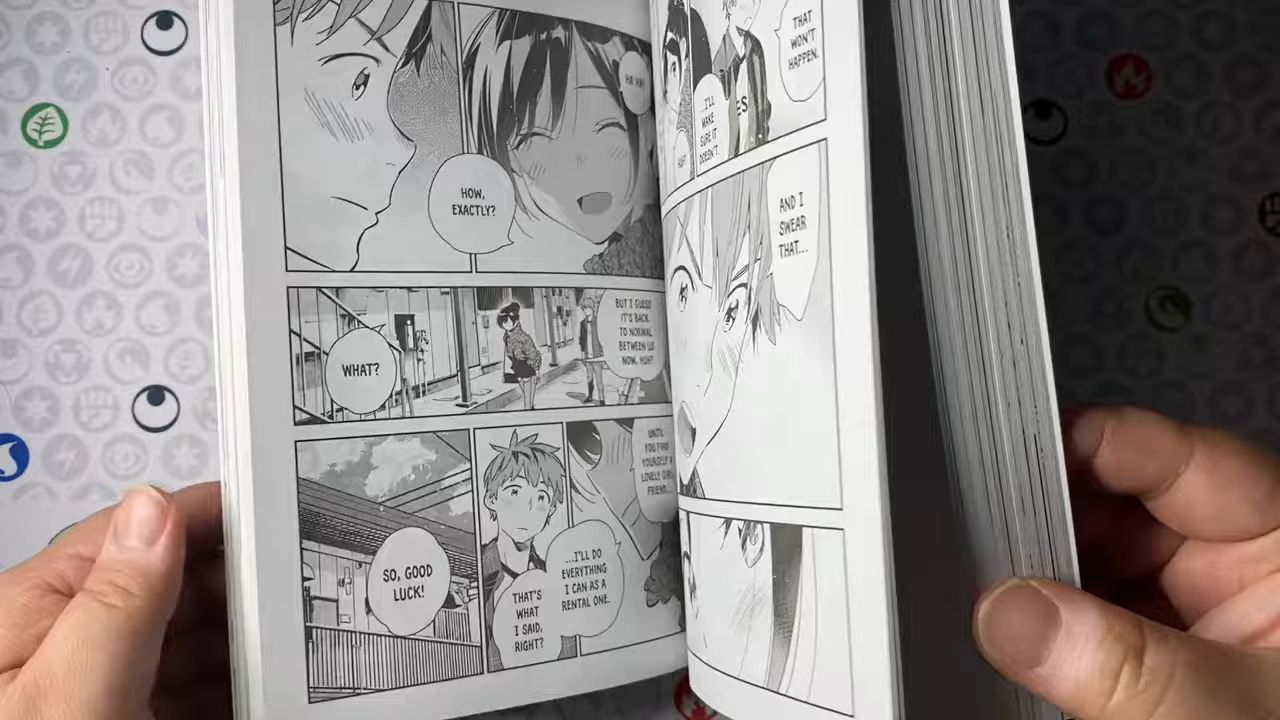 THAT
WON'T
HAPPEN.
...I'LL
MAKE
SURE IT
DOESN'T.
HUH?
ES
AND I
SWEAR
THAT...
HA HA!
HOW,
EXACTLY?
BUT I GUESS
IT'S BACK
TO NORMAL
BETWEEN US
NOW, HUH?
WHAT?
UNTIL
YOU FIND
YOURSELF A
LOVELY GIRL
FRIEND...
...I'LL DO
EVERYTHING
I CAN AS A
RENTAL ONE.
THAT'S
WHAT
I SAID,
RIGHT?
SO, GOOD
LUCK!